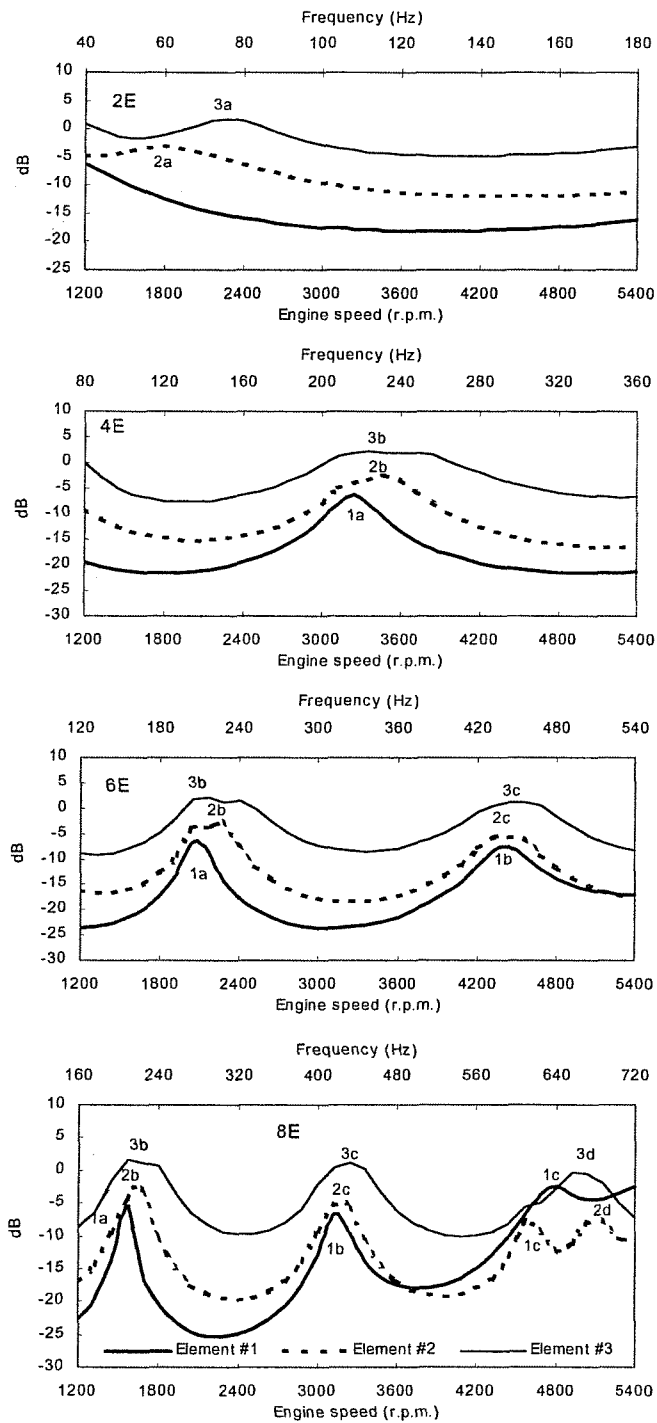 Frequency (Hz)
40 60 80 100 120 140 160 180
10
5
0
-5
-10
-15
-20
-25
dB
2E
3a
2a
1200 1800 2400 3000 3600 4200 4800 5400
Engine speed (r.p.m.)
Frequency (Hz)
80 120 160 200 240 280 320 360
10
5
0
-5
-10
-15
-20
-25
-30
dB
4E
3b
2b
1a
1200 1800 2400 3000 3600 4200 4800 5400
Engine speed (r.p.m.)
Frequency (Hz)
120 180 240 300 360 420 480 540
10
5
0
-5
-10
-15
-20
-25
-30
dB
6E
3b 3c
2b 2c
1a 1b
1200 1800 2400 3000 3600 4200 4800 5400
Engine speed (r.p.m.)
Frequency (Hz)
160 240 320 400 480 560 640 720
10
5
0
-5
-10
-15
-20
-25
-30
dB
8E
3b 3c 3d
2b 2c 1c
1a 1b 1c 2d
Element #1 Element #2 Element #3
1200 1800 2400 3000 3600 4200 4800 5400
Engine speed (r.p.m.)